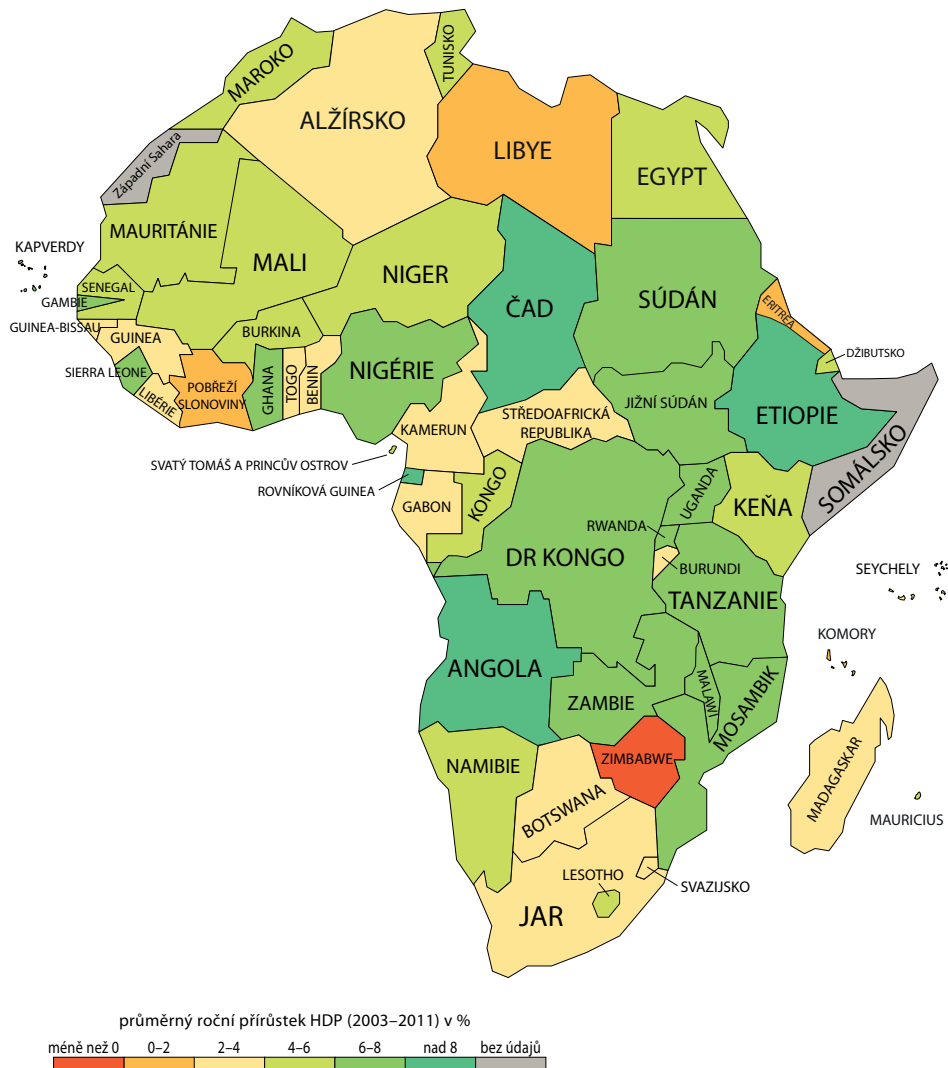 MAROKO
TUNISKO
ALŽÍRSKO
LIBYE
EGYPT
Západní Sahara
MAURITÁNIE
MALI
NIGER
KAPVERDY
ČAD
SÚDÁN
ERITREA
SENEGAL
GAMBIE
GUINEA-BISSAU
GUINEA
BURKINA
DŽIBUTSKO
SIERRA LEONE
LIBÉRIE
POBŘEŽÍ
SLONOVINY
GHANA
TOGO
BENIN
NIGÉRIE
KAMERUN
STŘEDOAFRICKÁ
REPUBLIKA
JIŽNÍ SÚDÁN
ETIOPIE
SOMÁLSKO
SVATÝ TOMÁŠ A PRINCŮV OSTROV
ROVNÍKOVÁ GUINEA
GABON
KONGO
UGANDA
KEŇA
RWANDA
DR KONGO
BURUNDI
TANZANIE
SEYCHELY
KOMORY
ANGOLA
ZAMBIE
MALAWI
MOSAMBIK
NAMIBIE
ZIMBABWE
BOTSWANA
MADAGASKAR
MAURICIUS
LESOTHO
SVAZIJSKO
JAR
průměrný roční přírůstek HDP (2003–2011) v %
méně než 0 0–2 2–4 4–6 6–8 nad 8 bez údajů